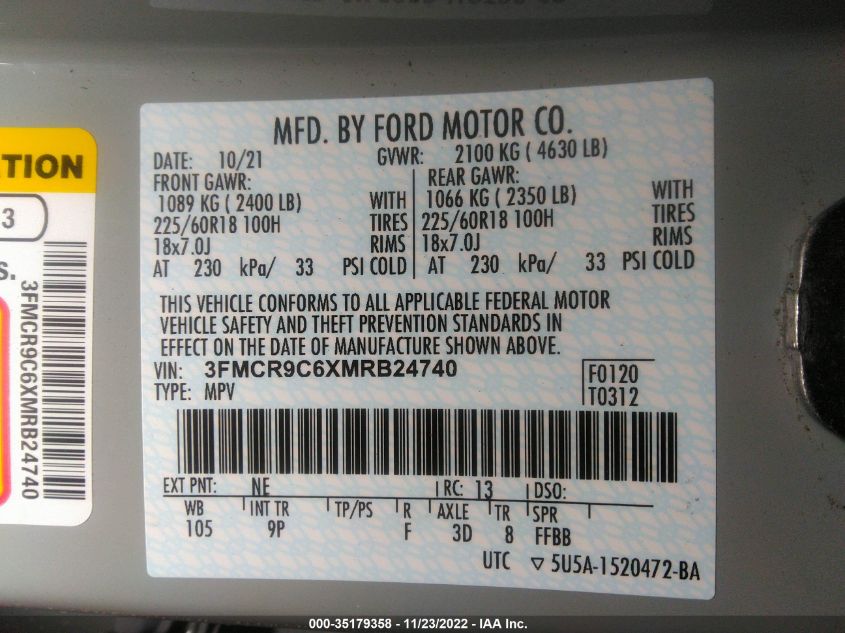 ATION
3
S.
3FMCR9C6XMRB24740
MFD. BY FORD MOTOR CO.
DATE: 10/21 GVWR: 2100 KG ( 4630 LB)
FRONT GAWR: REAR GAWR:
1089 KG ( 2400 LB) WITH 1066 KG ( 2350 LB) WITH
225/60R18 100H TIRES 225/60R18 100H TIRES
18x7.0J RIMS 18x7.0J RIMS
AT 230 kPa/ 33 PSI COLD AT 230 kPa/ 33 PSI COLD
THIS VEHICLE CONFORMS TO ALL APPLICABLE FEDERAL MOTOR
VEHICLE SAFETY AND THEFT PREVENTION STANDARDS IN
EFFECT ON THE DATE OF MANUFACTURE SHOWN ABOVE.
VIN: 3FMCR9C6XMRB24740 F0120
TYPE: MPV T0312
EXT PNT: NE RC: 13 DSO:
WB INT TR TP/PS R AXLE TR SPR
105 9P F 3D 8 FFBB
UTC ▽ 5U5A-1520472-BA
000-35179358 - 11/23/2022 - IAA Inc.